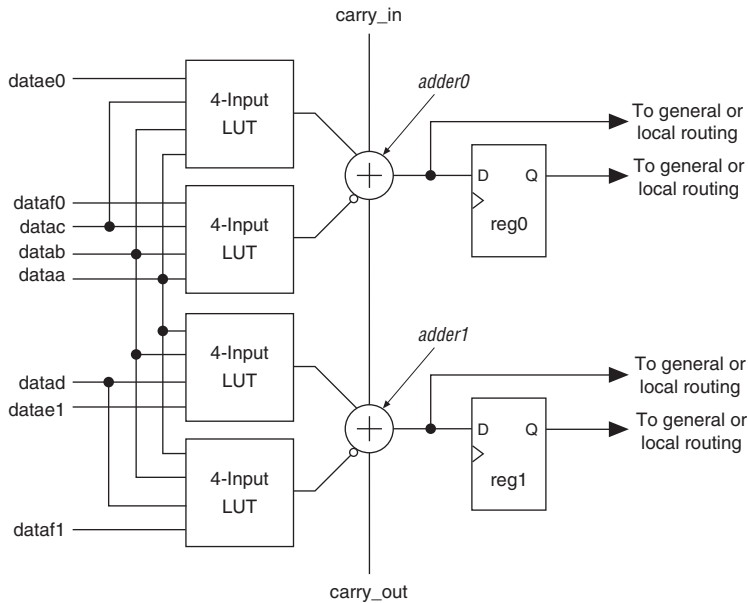 carry_in
datae0
4-Input
LUT
adder0
To general or
local routing
dataf0
datac
datab
dataa
4-Input
LUT
D Q
reg0
To general or
local routing
4-Input
LUT
adder1
To general or
local routing
datad
datae1
4-Input
LUT
D Q
reg1
To general or
local routing
dataf1
carry_out